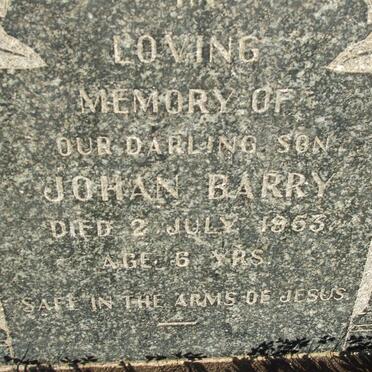 IN
LOVING
MEMORY OF
OUR DARLING SON
JOHAN BARRY
DIED 2 JULY 1963
AGE 6 YRS
SAFE IN THE ARMS OF JESUS